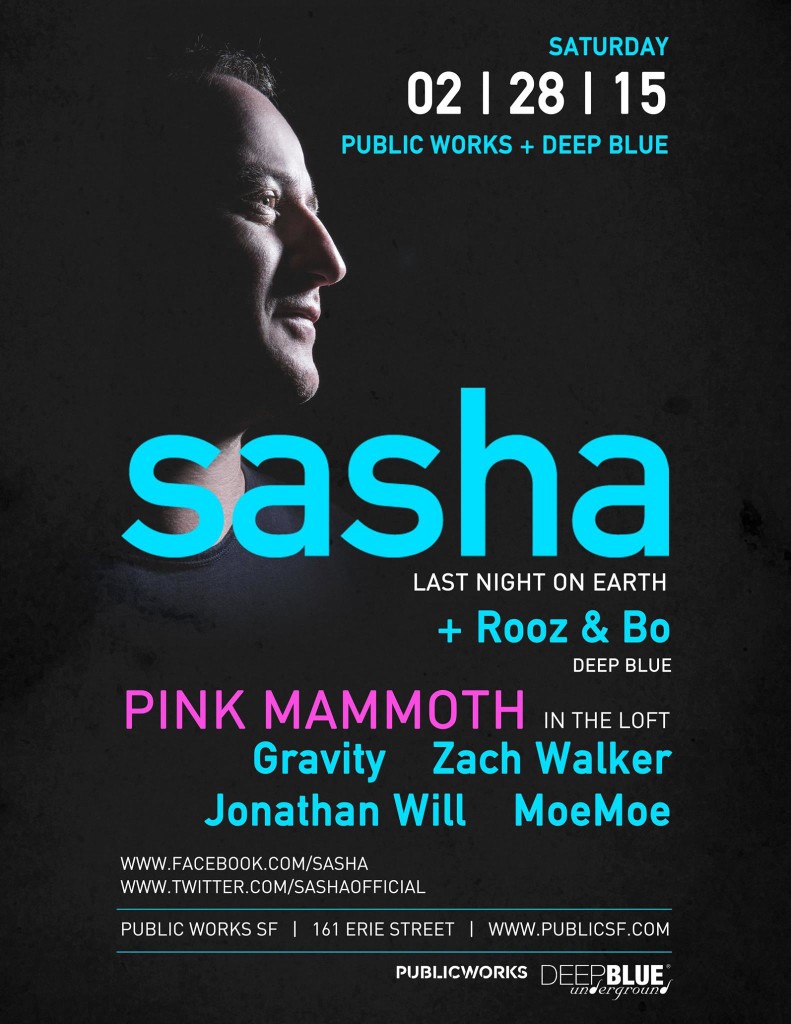 SATURDAY
02 | 28 | 15
PUBLIC WORKS + DEEP BLUE
sasha
LAST NIGHT ON EARTH
+ Rooz & Bo
DEEP BLUE
PINK MAMMOTH IN THE LOFT
Gravity Zach Walker
Jonathan Will MoeMoe
WWW.FACEBOOK.COM/SASHA
WWW.TWITTER.COM/SASHAOFFICIAL
PUBLIC WORKS SF | 161 ERIE STREET | WWW.PUBLICSF.COM
PUBLICWORKS DEEPBLUE®
underground